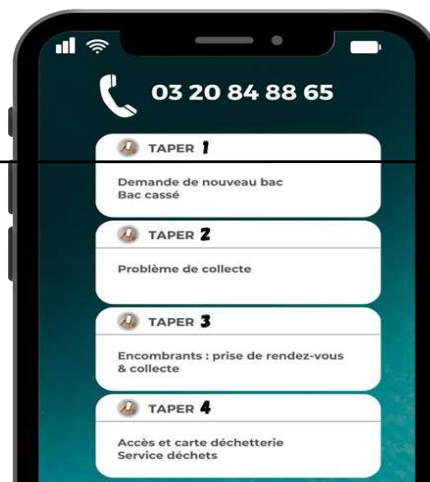 03 20 84 88 65
TAPER 1
Demande de nouveau bac
Bac cassé
TAPER 2
Problème de collecte
TAPER 3
Encombrants : prise de rendez-vous
& collecte
TAPER 4
Accès et carte déchetterie
Service déchets